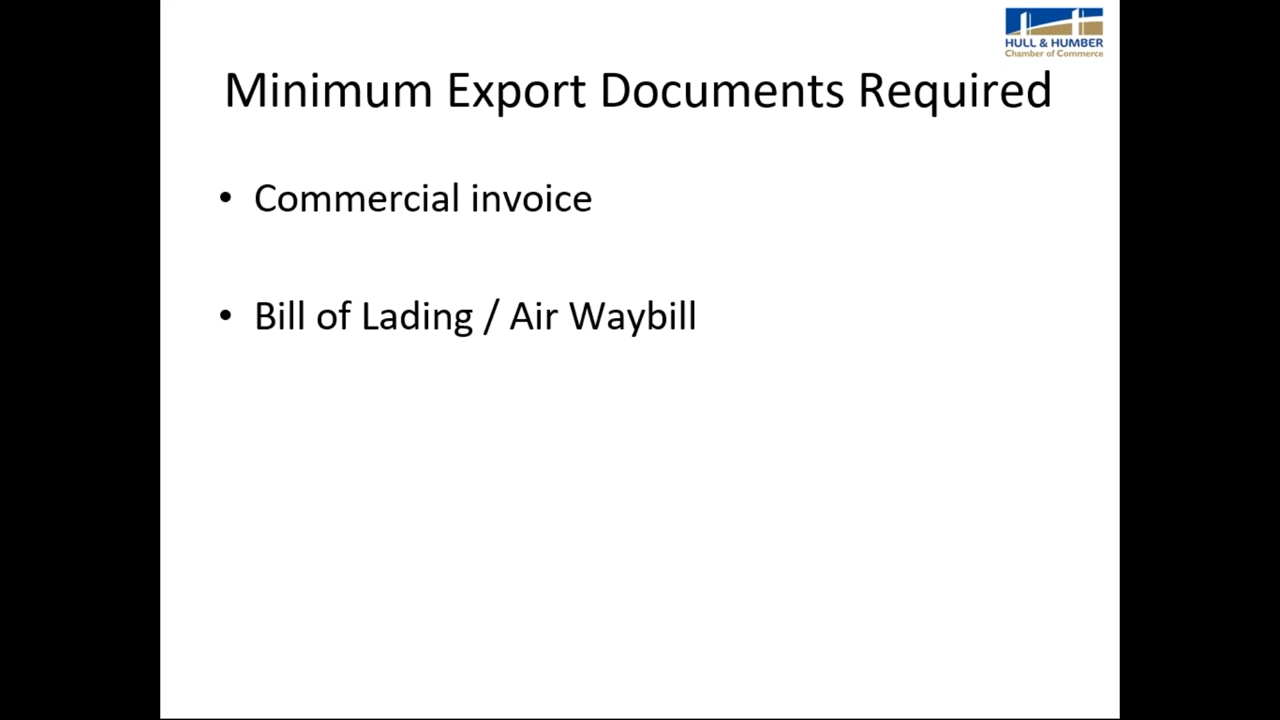 HULL & HUMBER
Chamber of Commerce
Minimum Export Documents Required
• Commercial invoice
• Bill of Lading / Air Waybill